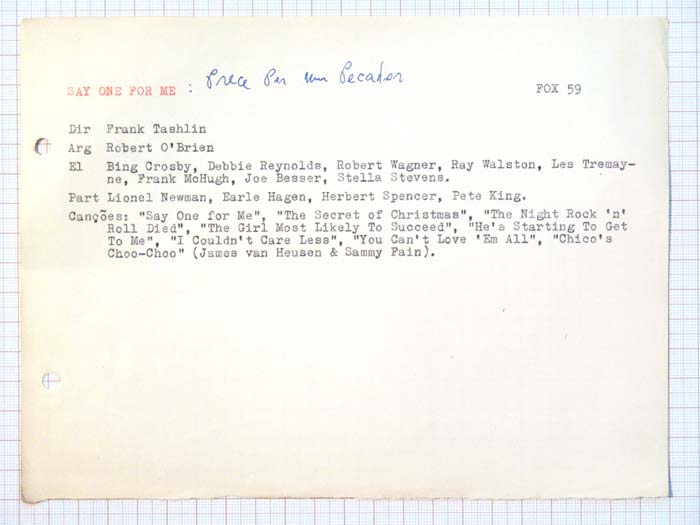 SAY ONE FOR ME : Prece Por um Pecador FOX 59
Dir Frank Tashlin
Arg Robert O'Brien
El Bing Crosby, Debbie Reynolds, Robert Wagner, Ray Walston, Les Tremay-
ne, Frank McHugh, Joe Besser, Stella Stevens.
Part Lionel Newman, Earle Hagen, Herbert Spencer, Pete King.
Canções: "Say One for Me", "The Secret of Christmas", "The Night Rock 'n'
Roll Died", "The Girl Most Likely To Succeed", "He's Starting To Get
To Me", "I Couldn't Care Less", "You Can't Love 'Em All", "Chico's
Choo-Choo" (James van Heusen & Sammy Fain).